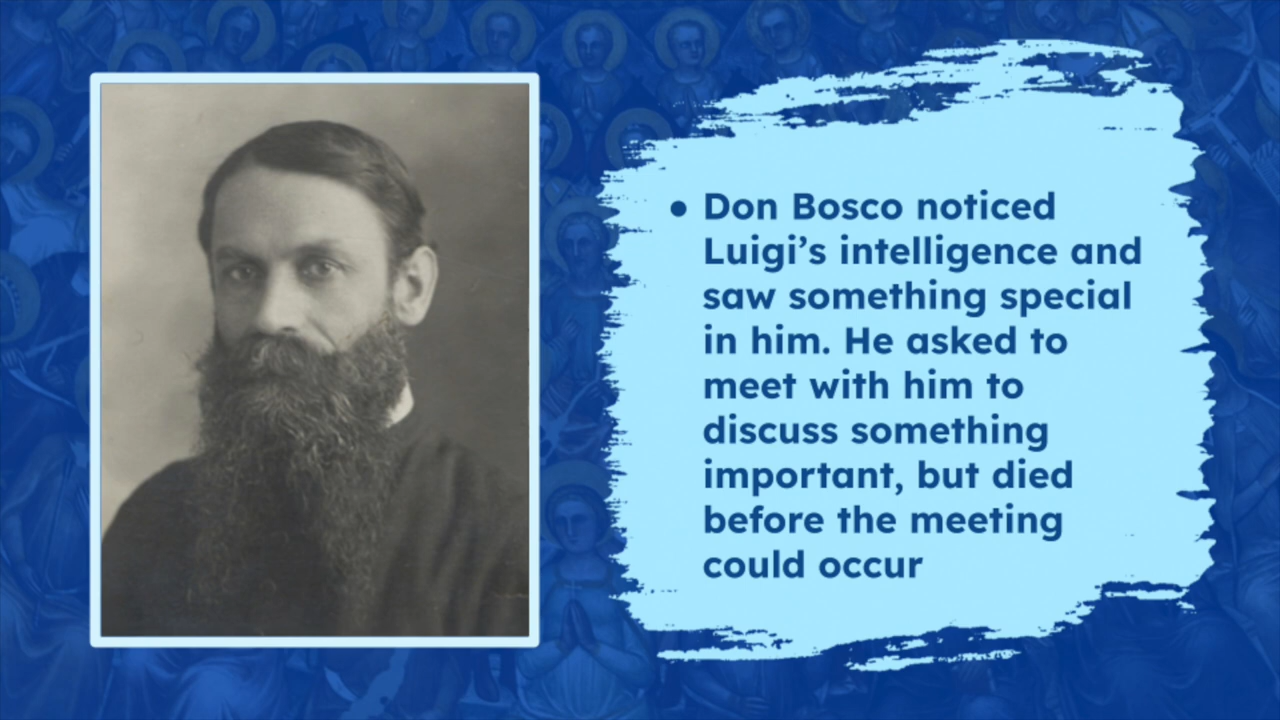 • Don Bosco noticed
Luigi’s intelligence and
saw something special
in him. He asked to
meet with him to
discuss something
important, but died
before the meeting
could occur